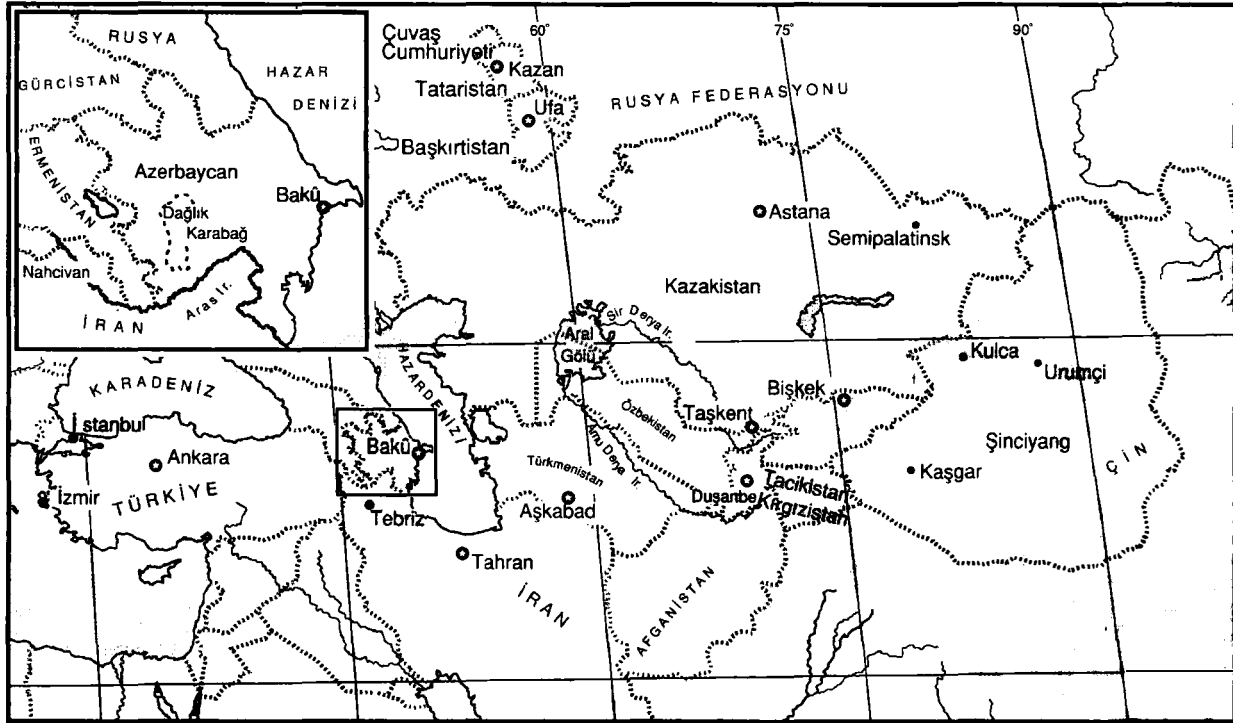 RUSYA
GÜRCİSTAN
HAZAR
DENİZİ
ERMENİSTAN
Azerbaycan
Bakû
Dağlık
Karabağ
Nahcivan
Aras Ir.
İRAN
60°
75°
90°
Çuvaş
Cumhuriyeti
Kazan
Tataristan
Ufa
Başkırtistan
RUSYA FEDERASYONU
Astana
Semipalatinsk
Kazakistan
Sir Derya Ir.
Aral
Gölü
HAZARDENİZİ
KARADENİZ
İstanbul
Ankara
İzmir
TÜRKİYE
Bakû
Tebriz
Tahran
İRAN
Türkmenistan
Aşkabad
Özbekistan
Amu Derya Ir.
Taşkent
Bişkek
Duşanbe
Tacikistan
Kırgızistan
AFGANİSTAN
Kulca
Urumçi
Şinciyang
Kaşgar
ÇİN